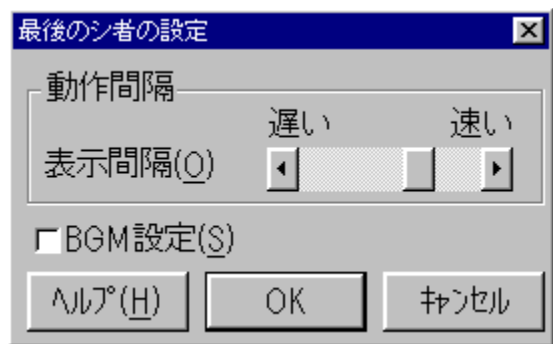 最後のシ者の設定
動作間隔
遅い 速い
表示間隔(O)
BGM設定(S)
ﾍﾙﾌﾟ(H) OK ｷｬﾝｾﾙ